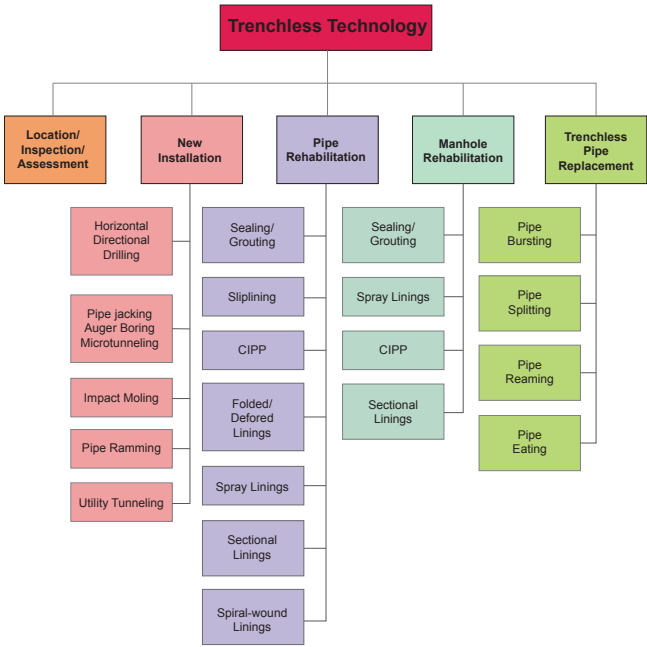 Trenchless Technology
Location/
Inspection/
Assessment
New
Installation
Pipe
Rehabilitation
Manhole
Rehabilitation
Trenchless
Pipe
Replacement
Horizontal
Directional
Drilling
Pipe jacking
Auger Boring
Microtunneling
Impact Moling
Pipe Ramming
Utility Tunneling
Sealing/
Grouting
Sliplining
CIPP
Folded/
Defored
Linings
Spray Linings
Sectional
Linings
Spiral-wound
Linings
Sealing/
Grouting
Spray Linings
CIPP
Sectional
Linings
Pipe
Bursting
Pipe
Splitting
Pipe
Reaming
Pipe
Eating